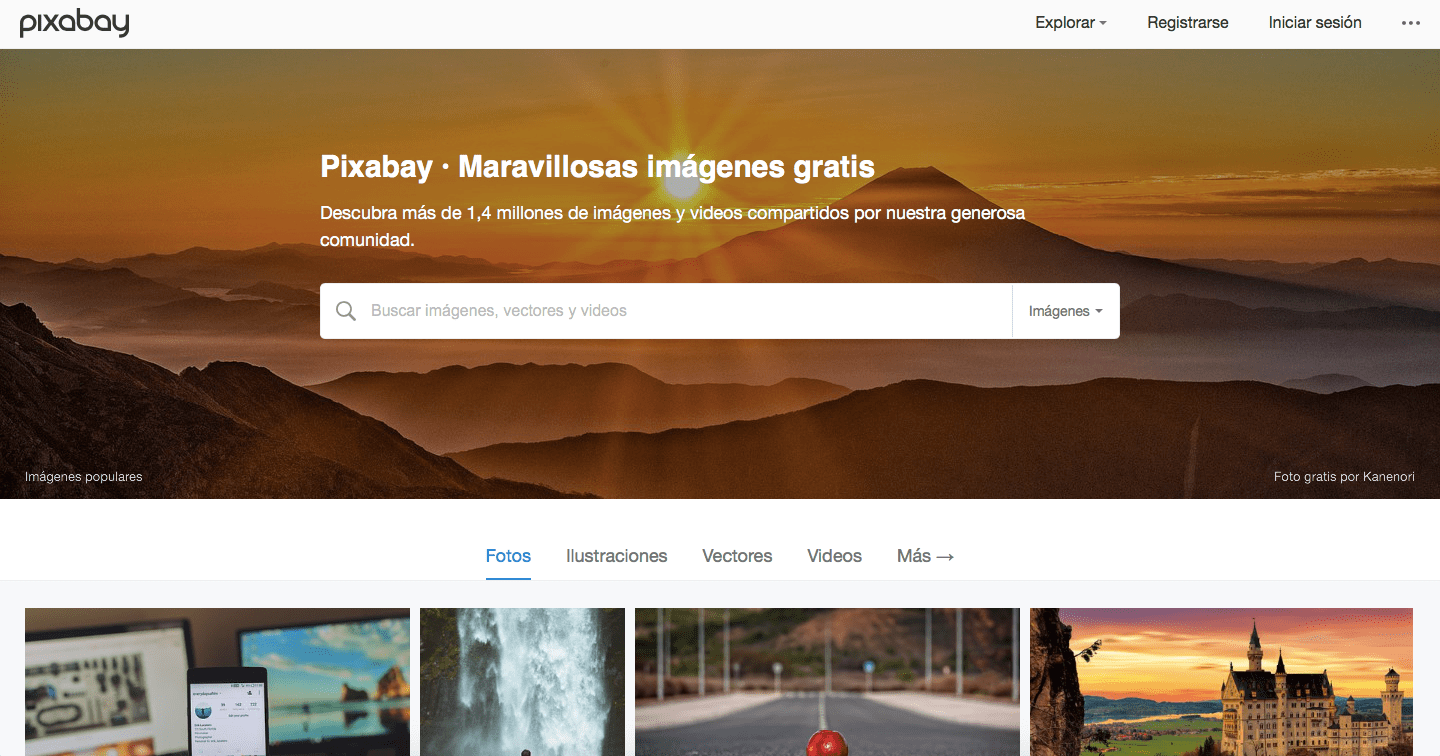 pixabay
Explorar Registrarse Iniciar sesión
Pixabay · Maravillosas imágenes gratis
Descubra más de 1,4 millones de imágenes y videos compartidos por nuestra generosa
comunidad.
Buscar imágenes, vectores y videos Imágenes
Imágenes populares Foto gratis por Kanenori
Fotos Ilustraciones Vectores Videos Más →